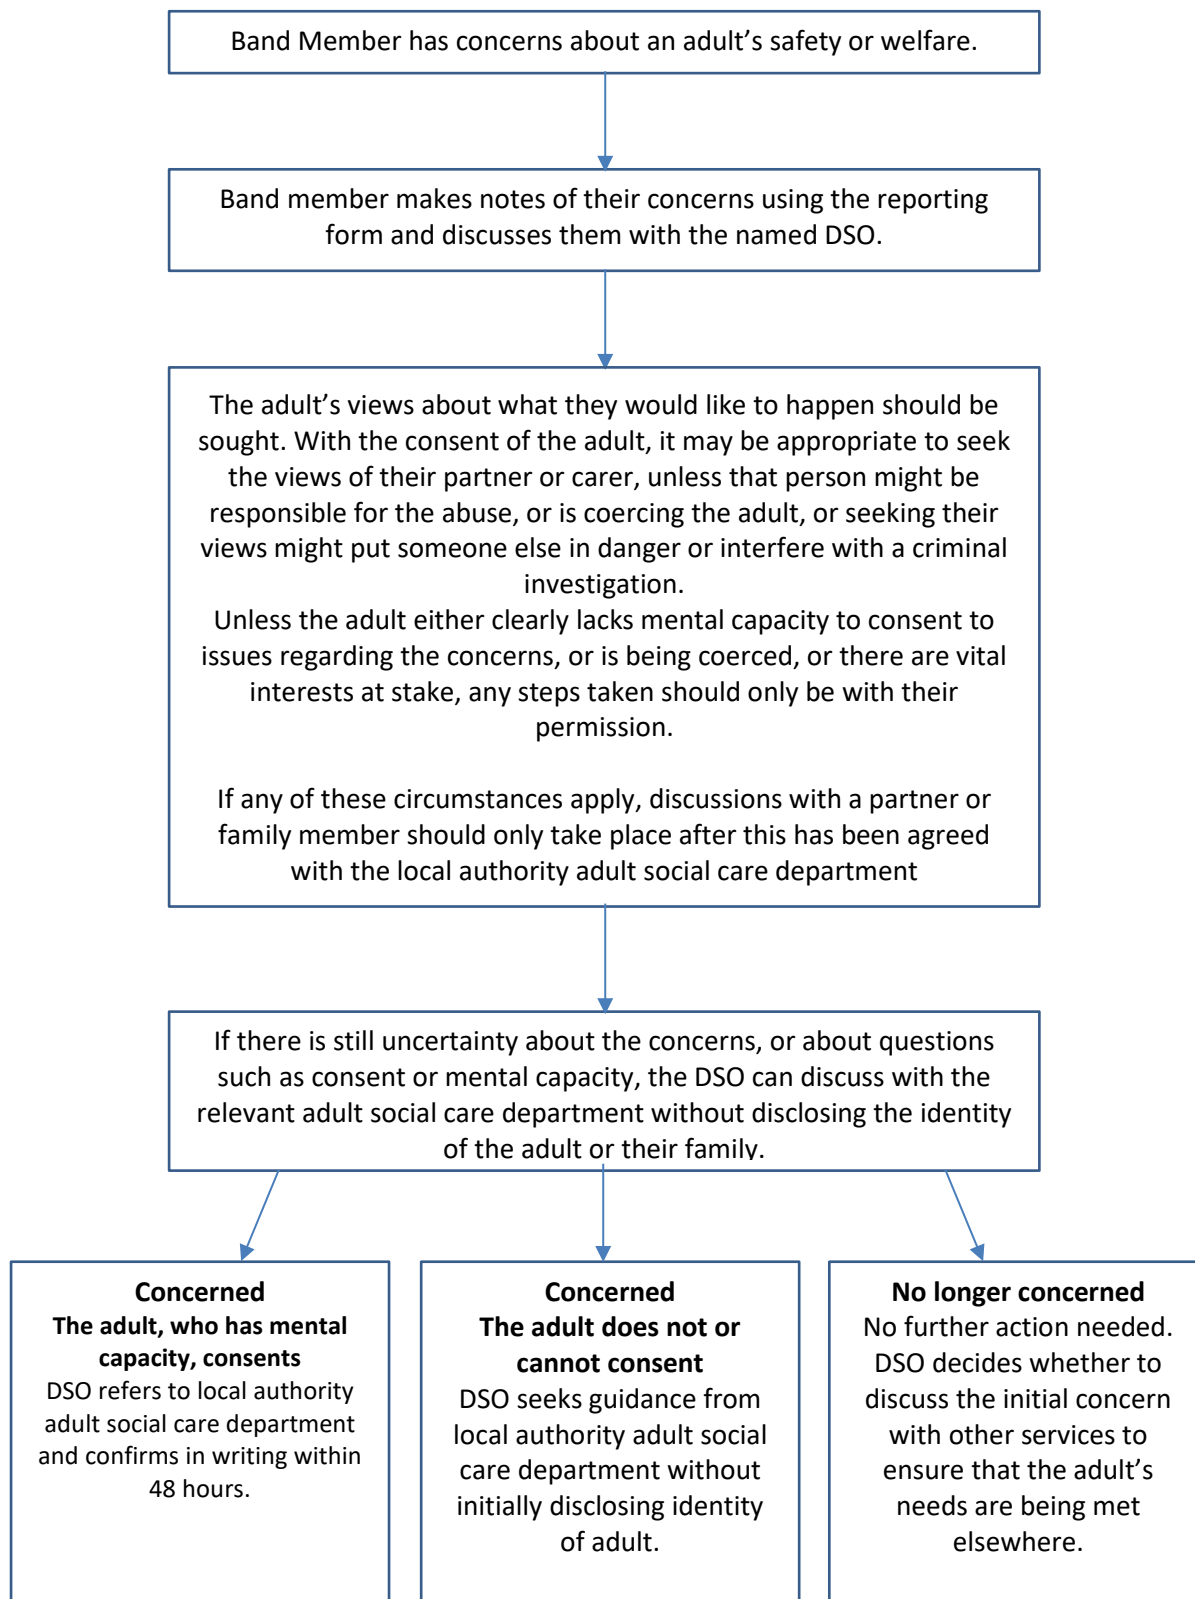 Band Member has concerns about an adult’s safety or welfare.
Band member makes notes of their concerns using the reporting
form and discusses them with the named DSO.
The adult’s views about what they would like to happen should be
sought. With the consent of the adult, it may be appropriate to seek
the views of their partner or carer, unless that person might be
responsible for the abuse, or is coercing the adult, or seeking their
views might put someone else in danger or interfere with a criminal
investigation.
Unless the adult either clearly lacks mental capacity to consent to
issues regarding the concerns, or is being coerced, or there are vital
interests at stake, any steps taken should only be with their
permission.
If any of these circumstances apply, discussions with a partner or
family member should only take place after this has been agreed
with the local authority adult social care department
If there is still uncertainty about the concerns, or about questions
such as consent or mental capacity, the DSO can discuss with the
relevant adult social care department without disclosing the identity
of the adult or their family.
Concerned
The adult, who has mental
capacity, consents
DSO refers to local authority
adult social care department
and confirms in writing within
48 hours.
Concerned
The adult does not or
cannot consent
DSO seeks guidance from
local authority adult social
care department without
initially disclosing identity
of adult.
No longer concerned
No further action needed.
DSO decides whether to
discuss the initial concern
with other services to
ensure that the adult’s
needs are being met
elsewhere.